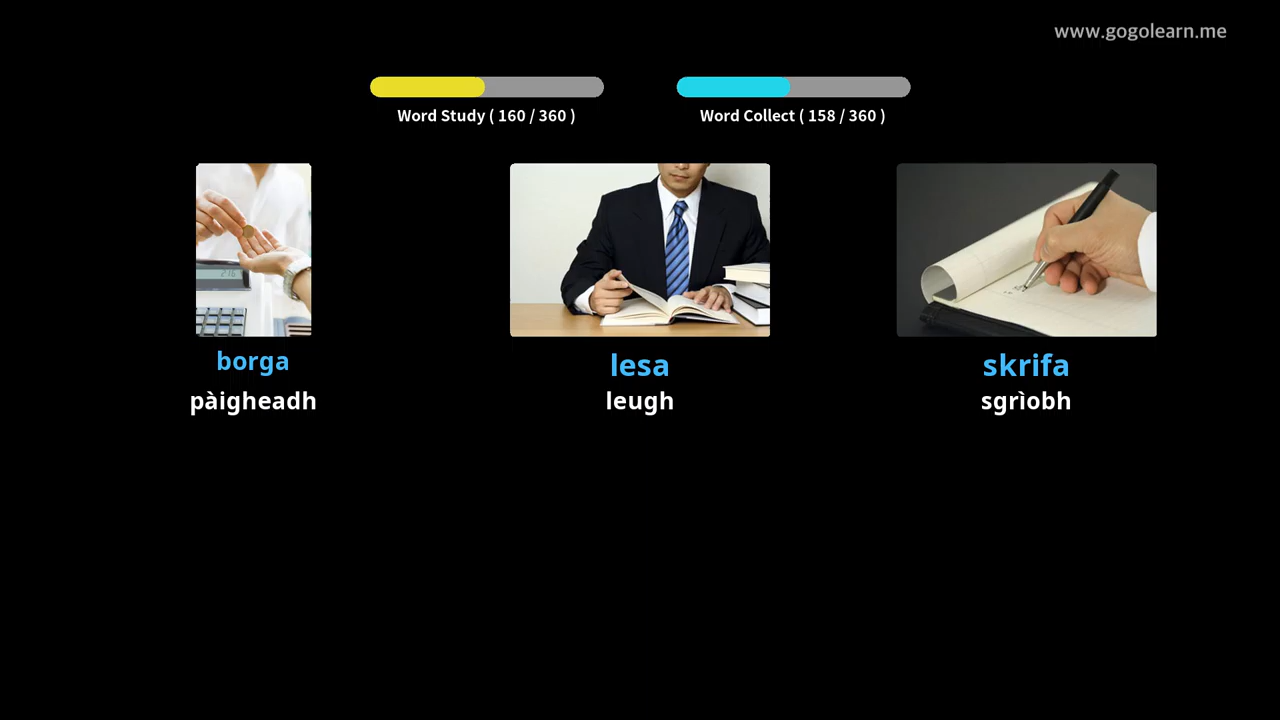 www.gogolearn.me
Word Study ( 160 / 360 )
Word Collect ( 158 / 360 )
borga
pàigheadh
lesa
leugh
skrifa
sgrìobh